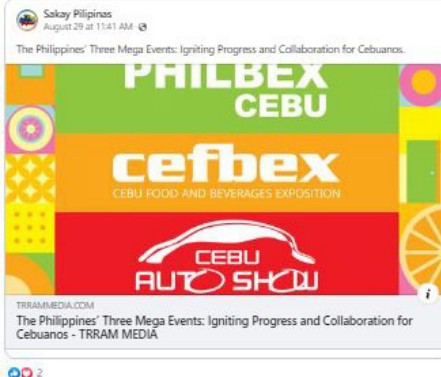 Sakay Pilipinas
August 29 at 11:41 AM
The Philippines' Three Mega Events: Igniting Progress and Collaboration for Cebuanos.
PHILBEX
CEBU
cefbex
CEBU FOOD AND BEVERAGES EXPOSITION
CEBU
AUTO SHOW
i
TRRAMMEDIA.COM
The Philippines' Three Mega Events: Igniting Progress and Collaboration for
Cebuanos - TRRAM MEDIA
2